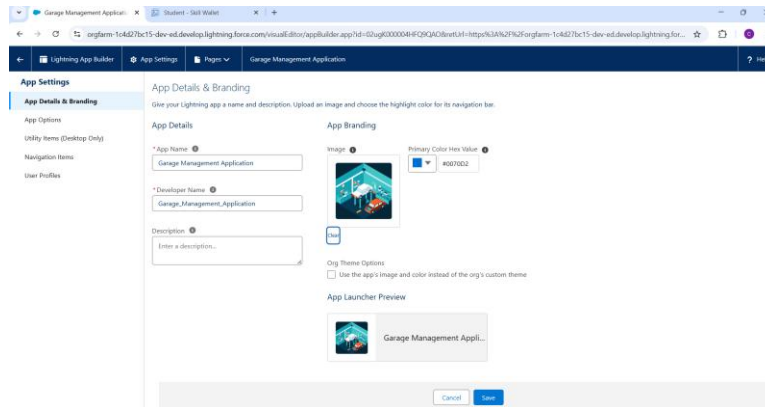 Garage Management Applicati
Student - Skill Wallet
orgfarm-1c4d27bc15-dev-ed.develop.lightning.force.com/visualEditor/appBuilder.app?id=02ugK000004HFQ9QAO&retUrl=https%3A%2F%2Forgfarm-1c4d27bc15-dev-ed.develop.lightning.for...
Lightning App Builder
App Settings
Pages
Garage Management Application
? He
App Settings
App Details & Branding
App Options
Utility Items (Desktop Only)
Navigation Items
User Profiles
App Details & Branding
Give your Lightning app a name and description. Upload an image and choose the highlight color for its navigation bar.
App Details
*App Name
Garage Management Application
*Developer Name
Garage_Management_Application
Description
Enter a description...
App Branding
Image
Primary Color Hex Value
#0070D2
Clear
Org Theme Options
Use the app's image and color instead of the org's custom theme
App Launcher Preview
Garage Management Appli...
Cancel
Save